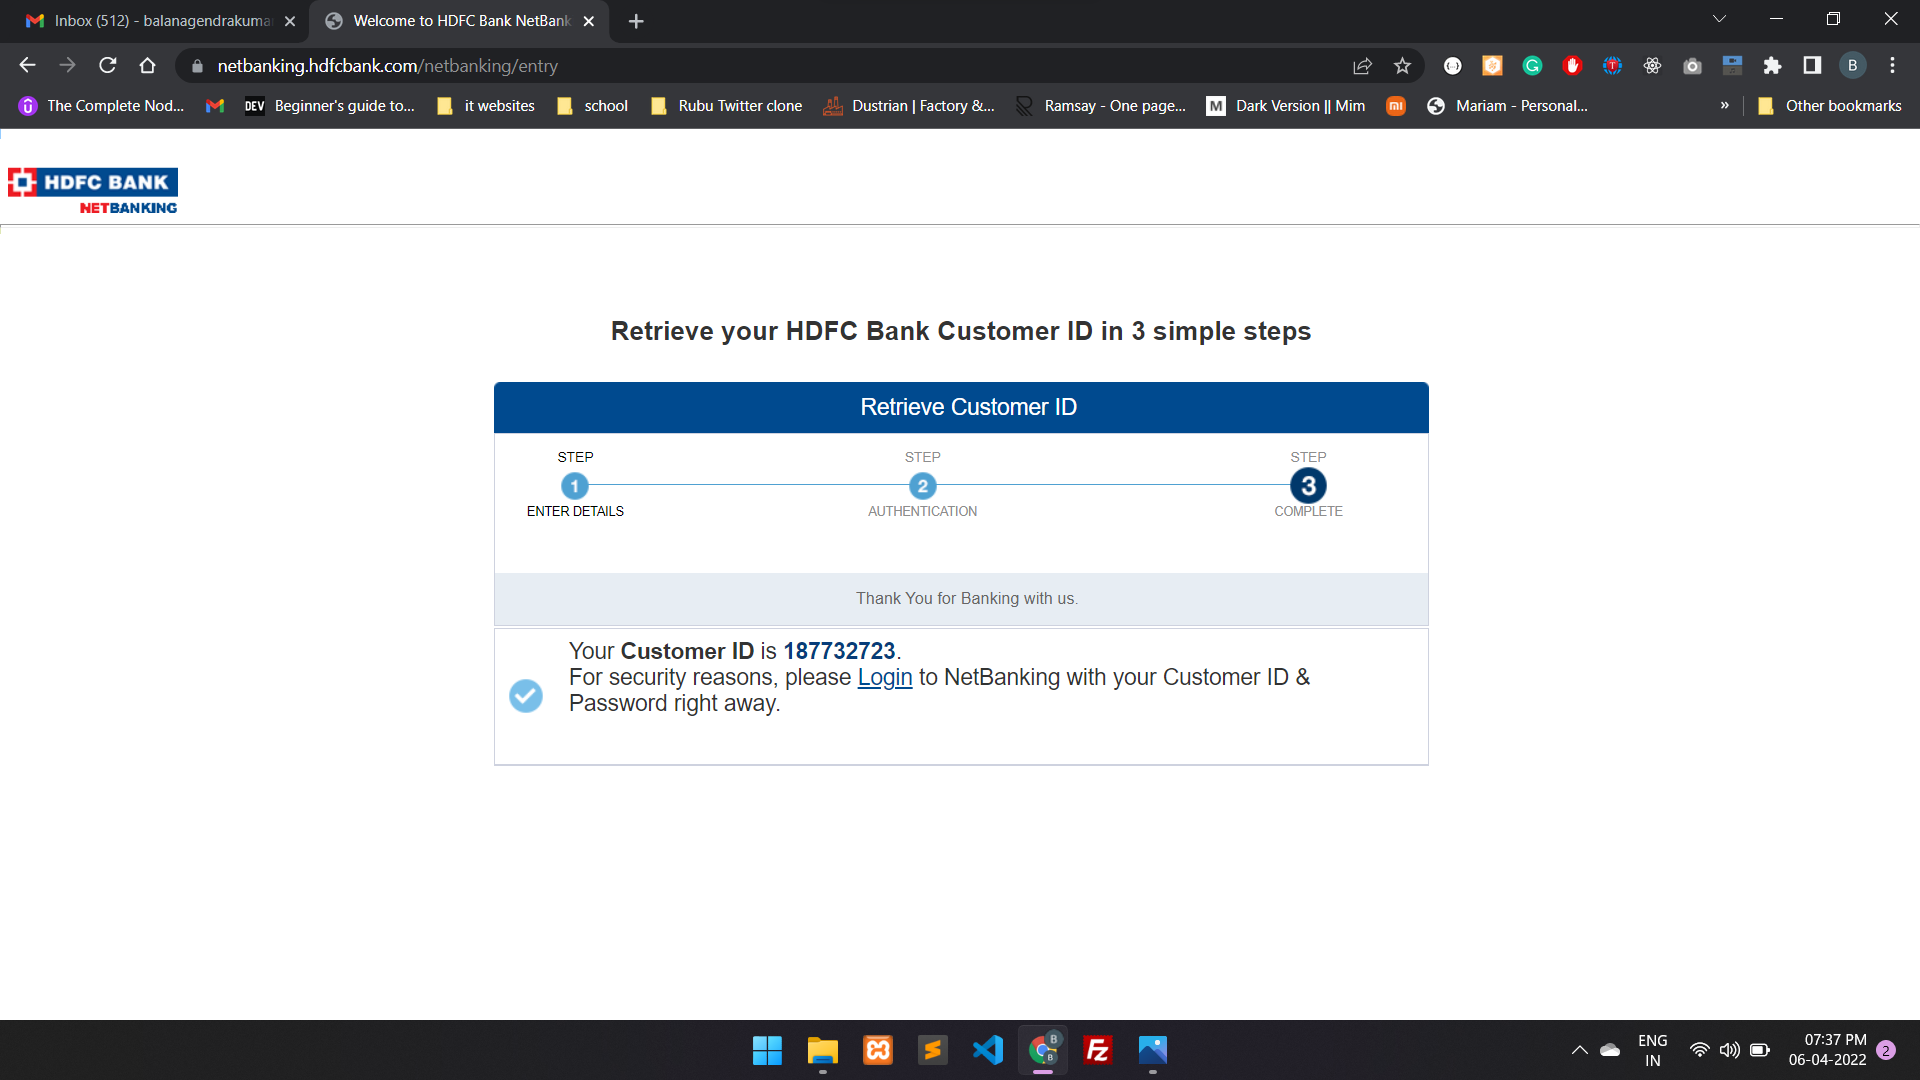 Inbox (512) - balanagendrakuma
Welcome to HDFC Bank NetBank
netbanking.hdfcbank.com/netbanking/entry
B
The Complete Nod...
DEV Beginner's guide to...
it websites
school
Rubu Twitter clone
Dustrian | Factory &...
Ramsay - One page...
M Dark Version || Mim
mi
Mariam - Personal...
»
Other bookmarks
HDFC BANK
NETBANKING
Retrieve your HDFC Bank Customer ID in 3 simple steps
Retrieve Customer ID
STEP STEP STEP
1 2 3
ENTER DETAILS AUTHENTICATION COMPLETE
Thank You for Banking with us.
Your Customer ID is 187732723.
For security reasons, please Login to NetBanking with your Customer ID &
Password right away.
ENG
IN
07:37 PM
06-04-2022
2